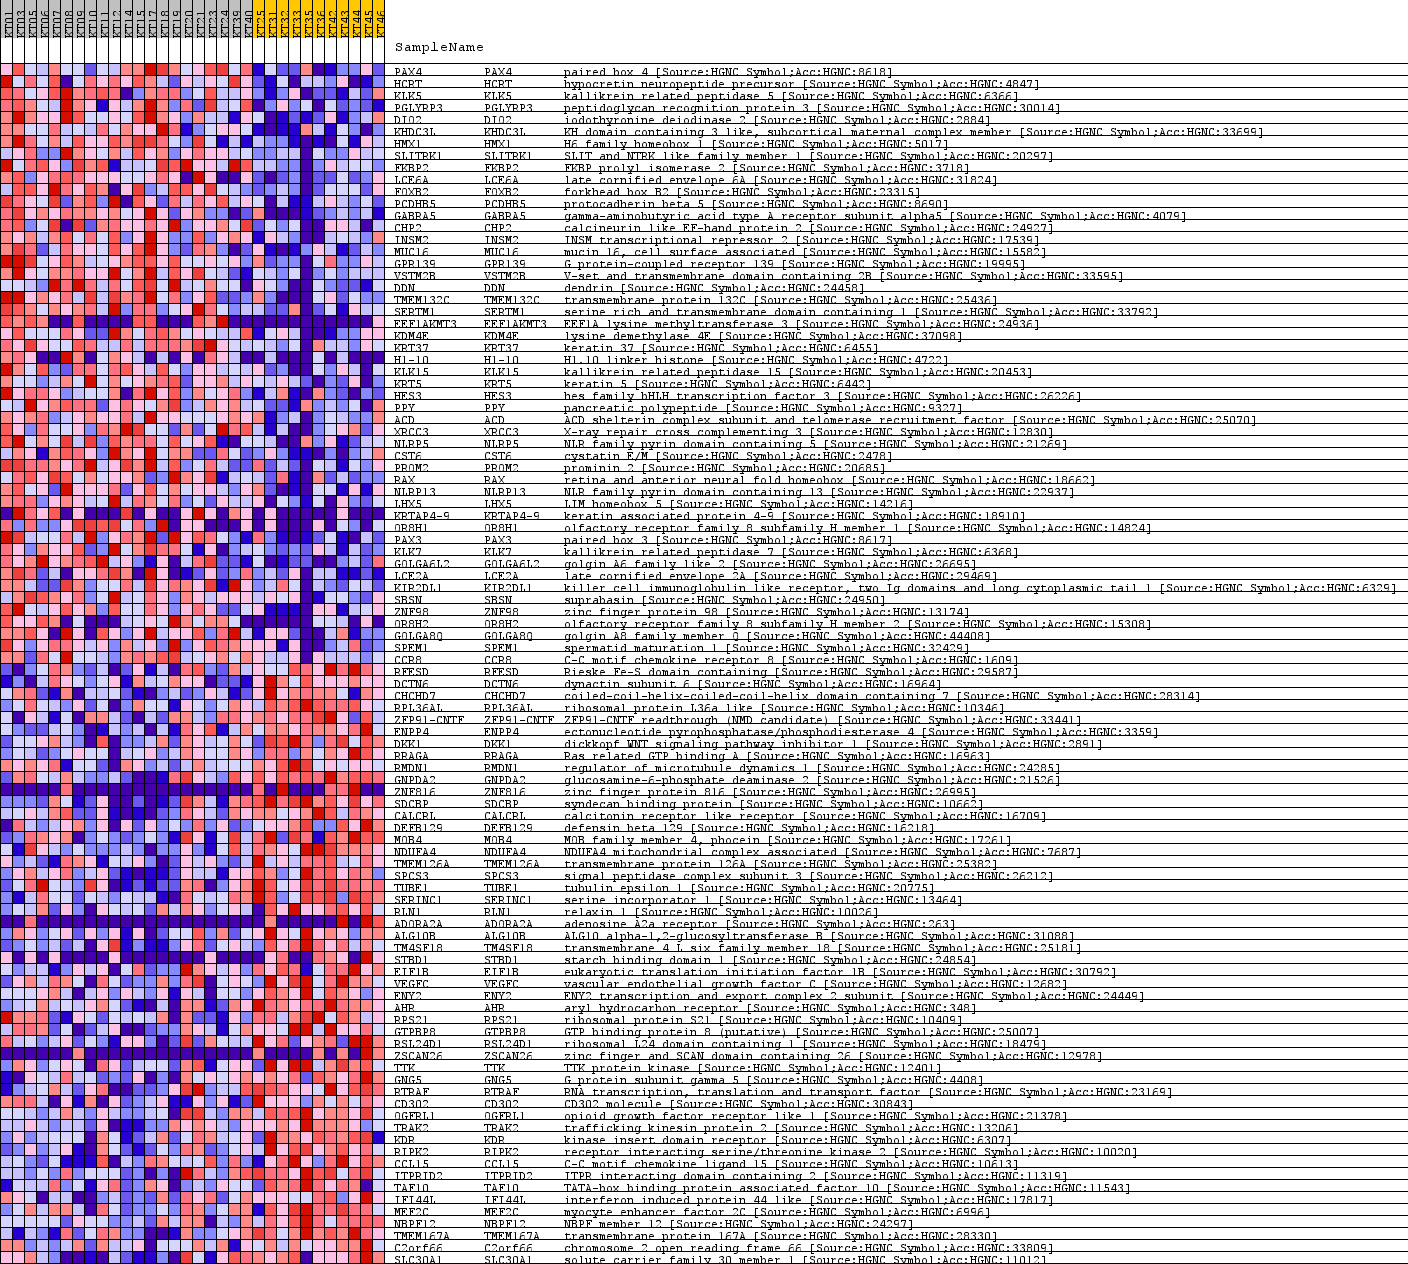 KT01 KT03 KT05 KT06 KT07 KT08 KT09 KT10 KT11 KT12 KT14 KT15 KT17 KT18 KT19 KT20 KT21 KT23 KT24 KT39 KT40 KT25 KT31 KT32 KT33 KT35 KT36 KT42 KT43 KT44 KT45 KT46
SampleName
PAX4 PAX4 paired box 4 [Source:HGNC Symbol;Acc:HGNC:8618]
HCRT HCRT hypocretin neuropeptide precursor [Source:HGNC Symbol;Acc:HGNC:4847]
KLK5 KLK5 kallikrein related peptidase 5 [Source:HGNC Symbol;Acc:HGNC:6366]
PGLYRP3 PGLYRP3 peptidoglycan recognition protein 3 [Source:HGNC Symbol;Acc:HGNC:30014]
DIO2 DIO2 iodothyronine deiodinase 2 [Source:HGNC Symbol;Acc:HGNC:2884]
KHDC3L KHDC3L KH domain containing 3 like, subcortical maternal complex member [Source:HGNC Symbol;Acc:HGNC:33699]
HMX1 HMX1 H6 family homeobox 1 [Source:HGNC Symbol;Acc:HGNC:5017]
SLITRK1 SLITRK1 SLIT and NTRK like family member 1 [Source:HGNC Symbol;Acc:HGNC:20297]
FKBP2 FKBP2 FKBP prolyl isomerase 2 [Source:HGNC Symbol;Acc:HGNC:3718]
LCE6A LCE6A late cornified envelope 6A [Source:HGNC Symbol;Acc:HGNC:31824]
FOXB2 FOXB2 forkhead box B2 [Source:HGNC Symbol;Acc:HGNC:23315]
PCDHB5 PCDHB5 protocadherin beta 5 [Source:HGNC Symbol;Acc:HGNC:8690]
GABRA5 GABRA5 gamma-aminobutyric acid type A receptor subunit alpha5 [Source:HGNC Symbol;Acc:HGNC:4079]
CHP2 CHP2 calcineurin like EF-hand protein 2 [Source:HGNC Symbol;Acc:HGNC:24927]
INSM2 INSM2 INSM transcriptional repressor 2 [Source:HGNC Symbol;Acc:HGNC:17539]
MUC16 MUC16 mucin 16, cell surface associated [Source:HGNC Symbol;Acc:HGNC:15582]
GPR139 GPR139 G protein-coupled receptor 139 [Source:HGNC Symbol;Acc:HGNC:19995]
VSTM2B VSTM2B V-set and transmembrane domain containing 2B [Source:HGNC Symbol;Acc:HGNC:33595]
DDN DDN dendrin [Source:HGNC Symbol;Acc:HGNC:24458]
TMEM132C TMEM132C transmembrane protein 132C [Source:HGNC Symbol;Acc:HGNC:25436]
SERTM1 SERTM1 serine rich and transmembrane domain containing 1 [Source:HGNC Symbol;Acc:HGNC:33792]
EEF1AKMT3 EEF1AKMT3 EEF1A lysine methyltransferase 3 [Source:HGNC Symbol;Acc:HGNC:24936]
KDM4E KDM4E lysine demethylase 4E [Source:HGNC Symbol;Acc:HGNC:37098]
KRT37 KRT37 keratin 37 [Source:HGNC Symbol;Acc:HGNC:6455]
H1-10 H1-10 H1.10 linker histone [Source:HGNC Symbol;Acc:HGNC:4722]
KLK15 KLK15 kallikrein related peptidase 15 [Source:HGNC Symbol;Acc:HGNC:20453]
KRT5 KRT5 keratin 5 [Source:HGNC Symbol;Acc:HGNC:6442]
HES3 HES3 hes family bHLH transcription factor 3 [Source:HGNC Symbol;Acc:HGNC:26226]
PPY PPY pancreatic polypeptide [Source:HGNC Symbol;Acc:HGNC:9327]
ACD ACD ACD shelterin complex subunit and telomerase recruitment factor [Source:HGNC Symbol;Acc:HGNC:25070]
XRCC3 XRCC3 X-ray repair cross complementing 3 [Source:HGNC Symbol;Acc:HGNC:12830]
NLRP5 NLRP5 NLR family pyrin domain containing 5 [Source:HGNC Symbol;Acc:HGNC:21269]
CST6 CST6 cystatin E/M [Source:HGNC Symbol;Acc:HGNC:2478]
PROM2 PROM2 prominin 2 [Source:HGNC Symbol;Acc:HGNC:20685]
RAX RAX retina and anterior neural fold homeobox [Source:HGNC Symbol;Acc:HGNC:18662]
NLRP13 NLRP13 NLR family pyrin domain containing 13 [Source:HGNC Symbol;Acc:HGNC:22937]
LHX5 LHX5 LIM homeobox 5 [Source:HGNC Symbol;Acc:HGNC:14216]
KRTAP4-9 KRTAP4-9 keratin associated protein 4-9 [Source:HGNC Symbol;Acc:HGNC:18910]
OR8H1 OR8H1 olfactory receptor family 8 subfamily H member 1 [Source:HGNC Symbol;Acc:HGNC:14824]
PAX3 PAX3 paired box 3 [Source:HGNC Symbol;Acc:HGNC:8617]
KLK7 KLK7 kallikrein related peptidase 7 [Source:HGNC Symbol;Acc:HGNC:6368]
GOLGA6L2 GOLGA6L2 golgin A6 family like 2 [Source:HGNC Symbol;Acc:HGNC:26695]
LCE2A LCE2A late cornified envelope 2A [Source:HGNC Symbol;Acc:HGNC:29469]
KIR2DL1 KIR2DL1 killer cell immunoglobulin like receptor, two Ig domains and long cytoplasmic tail 1 [Source:HGNC Symbol;Acc:HGNC:6329]
SBSN SBSN suprabasin [Source:HGNC Symbol;Acc:HGNC:24950]
ZNF98 ZNF98 zinc finger protein 98 [Source:HGNC Symbol;Acc:HGNC:13174]
OR8H2 OR8H2 olfactory receptor family 8 subfamily H member 2 [Source:HGNC Symbol;Acc:HGNC:15308]
GOLGA8Q GOLGA8Q golgin A8 family member Q [Source:HGNC Symbol;Acc:HGNC:44408]
SPEM1 SPEM1 spermatid maturation 1 [Source:HGNC Symbol;Acc:HGNC:32429]
CCR8 CCR8 C-C motif chemokine receptor 8 [Source:HGNC Symbol;Acc:HGNC:1609]
RFESD RFESD Rieske Fe-S domain containing [Source:HGNC Symbol;Acc:HGNC:29587]
DCTN6 DCTN6 dynactin subunit 6 [Source:HGNC Symbol;Acc:HGNC:16964]
CHCHD7 CHCHD7 coiled-coil-helix-coiled-coil-helix domain containing 7 [Source:HGNC Symbol;Acc:HGNC:28314]
RPL36AL RPL36AL ribosomal protein L36a like [Source:HGNC Symbol;Acc:HGNC:10346]
ZFP91-CNTF ZFP91-CNTF ZFP91-CNTF readthrough (NMD candidate) [Source:HGNC Symbol;Acc:HGNC:33441]
ENPP4 ENPP4 ectonucleotide pyrophosphatase/phosphodiesterase 4 [Source:HGNC Symbol;Acc:HGNC:3359]
DKK1 DKK1 dickkopf WNT signaling pathway inhibitor 1 [Source:HGNC Symbol;Acc:HGNC:2891]
RRAGA RRAGA Ras related GTP binding A [Source:HGNC Symbol;Acc:HGNC:16963]
RMDN1 RMDN1 regulator of microtubule dynamics 1 [Source:HGNC Symbol;Acc:HGNC:24285]
GNPDA2 GNPDA2 glucosamine-6-phosphate deaminase 2 [Source:HGNC Symbol;Acc:HGNC:21526]
ZNF816 ZNF816 zinc finger protein 816 [Source:HGNC Symbol;Acc:HGNC:26995]
SDCBP SDCBP syndecan binding protein [Source:HGNC Symbol;Acc:HGNC:10662]
CALCRL CALCRL calcitonin receptor like receptor [Source:HGNC Symbol;Acc:HGNC:16709]
DEFB129 DEFB129 defensin beta 129 [Source:HGNC Symbol;Acc:HGNC:16218]
MOB4 MOB4 MOB family member 4, phocein [Source:HGNC Symbol;Acc:HGNC:17261]
NDUFA4 NDUFA4 NDUFA4 mitochondrial complex associated [Source:HGNC Symbol;Acc:HGNC:7687]
TMEM126A TMEM126A transmembrane protein 126A [Source:HGNC Symbol;Acc:HGNC:25382]
SPCS3 SPCS3 signal peptidase complex subunit 3 [Source:HGNC Symbol;Acc:HGNC:26212]
TUBE1 TUBE1 tubulin epsilon 1 [Source:HGNC Symbol;Acc:HGNC:20775]
SERINC1 SERINC1 serine incorporator 1 [Source:HGNC Symbol;Acc:HGNC:13464]
RLN1 RLN1 relaxin 1 [Source:HGNC Symbol;Acc:HGNC:10026]
ADORA2A ADORA2A adenosine A2a receptor [Source:HGNC Symbol;Acc:HGNC:263]
ALG10B ALG10B ALG10 alpha-1,2-glucosyltransferase B [Source:HGNC Symbol;Acc:HGNC:31088]
TM4SF18 TM4SF18 transmembrane 4 L six family member 18 [Source:HGNC Symbol;Acc:HGNC:25181]
STBD1 STBD1 starch binding domain 1 [Source:HGNC Symbol;Acc:HGNC:24854]
EIF1B EIF1B eukaryotic translation initiation factor 1B [Source:HGNC Symbol;Acc:HGNC:30792]
VEGFC VEGFC vascular endothelial growth factor C [Source:HGNC Symbol;Acc:HGNC:12682]
ENY2 ENY2 ENY2 transcription and export complex 2 subunit [Source:HGNC Symbol;Acc:HGNC:24449]
AHR AHR aryl hydrocarbon receptor [Source:HGNC Symbol;Acc:HGNC:348]
RPS21 RPS21 ribosomal protein S21 [Source:HGNC Symbol;Acc:HGNC:10409]
GTPBP8 GTPBP8 GTP binding protein 8 (putative) [Source:HGNC Symbol;Acc:HGNC:25007]
RSL24D1 RSL24D1 ribosomal L24 domain containing 1 [Source:HGNC Symbol;Acc:HGNC:18479]
ZSCAN26 ZSCAN26 zinc finger and SCAN domain containing 26 [Source:HGNC Symbol;Acc:HGNC:12978]
TTK TTK TTK protein kinase [Source:HGNC Symbol;Acc:HGNC:12401]
GNG5 GNG5 G protein subunit gamma 5 [Source:HGNC Symbol;Acc:HGNC:4408]
RTRAF RTRAF RNA transcription, translation and transport factor [Source:HGNC Symbol;Acc:HGNC:23169]
CD302 CD302 CD302 molecule [Source:HGNC Symbol;Acc:HGNC:30843]
OGFRL1 OGFRL1 opioid growth factor receptor like 1 [Source:HGNC Symbol;Acc:HGNC:21378]
TRAK2 TRAK2 trafficking kinesin protein 2 [Source:HGNC Symbol;Acc:HGNC:13206]
KDR KDR kinase insert domain receptor [Source:HGNC Symbol;Acc:HGNC:6307]
RIPK2 RIPK2 receptor interacting serine/threonine kinase 2 [Source:HGNC Symbol;Acc:HGNC:10020]
CCL15 CCL15 C-C motif chemokine ligand 15 [Source:HGNC Symbol;Acc:HGNC:10613]
ITPRID2 ITPRID2 ITPR interacting domain containing 2 [Source:HGNC Symbol;Acc:HGNC:11319]
TAF10 TAF10 TATA-box binding protein associated factor 10 [Source:HGNC Symbol;Acc:HGNC:11543]
IFI44L IFI44L interferon induced protein 44 like [Source:HGNC Symbol;Acc:HGNC:17817]
MEF2C MEF2C myocyte enhancer factor 2C [Source:HGNC Symbol;Acc:HGNC:6996]
NBPF12 NBPF12 NBPF member 12 [Source:HGNC Symbol;Acc:HGNC:24297]
TMEM167A TMEM167A transmembrane protein 167A [Source:HGNC Symbol;Acc:HGNC:28330]
C2orf66 C2orf66 chromosome 2 open reading frame 66 [Source:HGNC Symbol;Acc:HGNC:33809]
SLC30A1 SLC30A1 solute carrier family 30 member 1 [Source:HGNC Symbol;Acc:HGNC:11012]